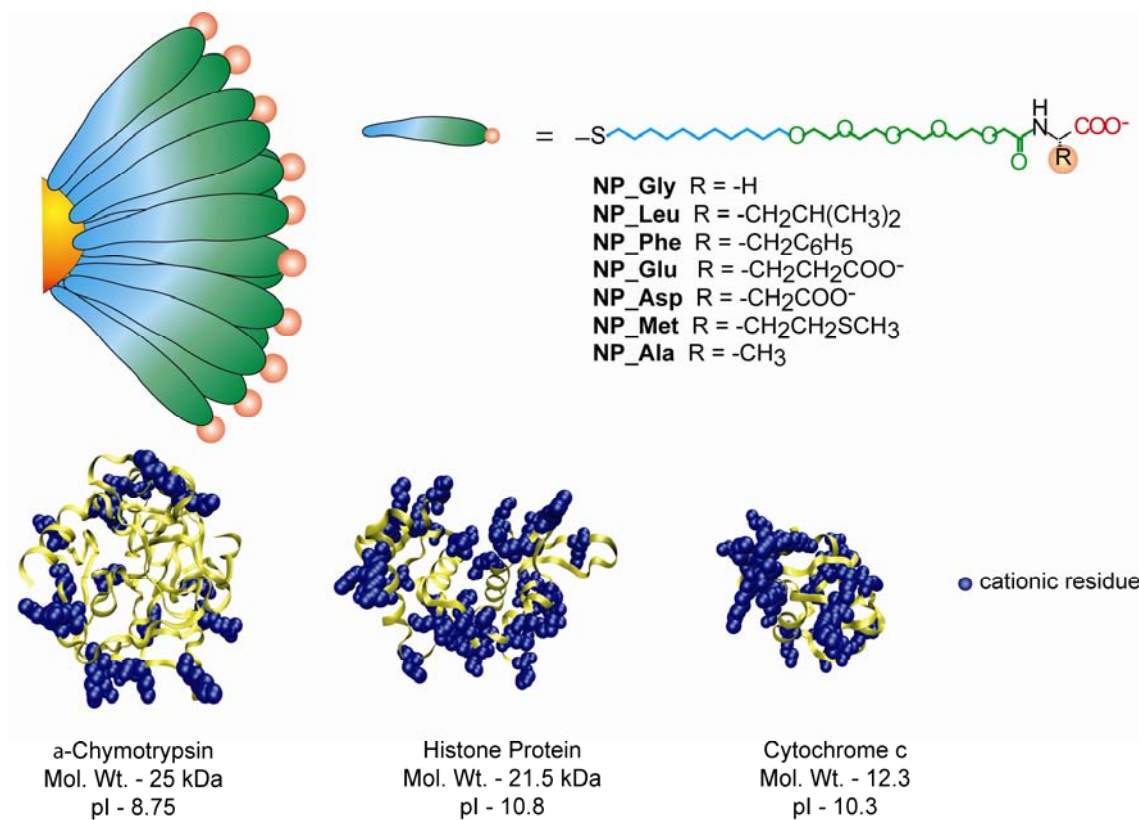 =
–S
O
O
O
O
O
O
H
N
COO-
R
NP_Gly R = -H
NP_Leu R = -CH2CH(CH3)2
NP_Phe R = -CH2C6H5
NP_Glu R = -CH2CH2COO-
NP_Asp R = -CH2COO-
NP_Met R = -CH2CH2SCH3
NP_Ala R = -CH3
cationic residue
a-Chymotrypsin
Mol. Wt. - 25 kDa
pI - 8.75
Histone Protein
Mol. Wt. - 21.5 kDa
pI - 10.8
Cytochrome c
Mol. Wt. - 12.3
pI - 10.3